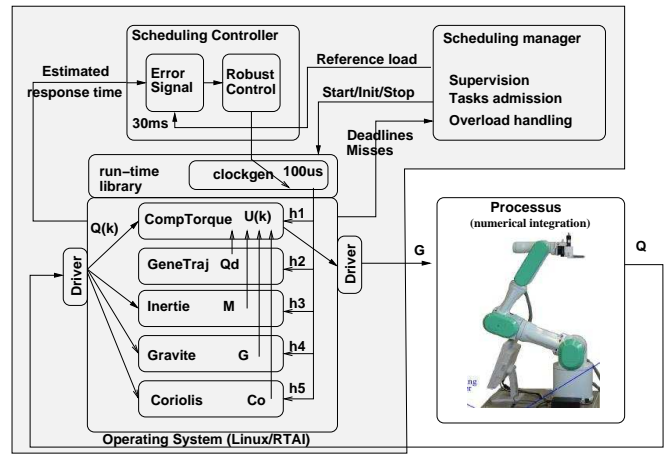 Scheduling Controller
Scheduling manager
Error
Signal
Robust
Control
Reference load
Estimated
response time
Supervision
Tasks admission
Overload handling
Start/Init/Stop
30ms
Deadlines
Misses
run-time
library
clockgen
100us
Processus
(numerical integration)
Q(k)
CompTorque
U(k)
h1
Driver
Driver
G
Q
GeneTraj
Qd
h2
Inertie
M
h3
Gravite
G
h4
Coriolis
Co
h5
ng
er
Operating System (Linux/RTAI)